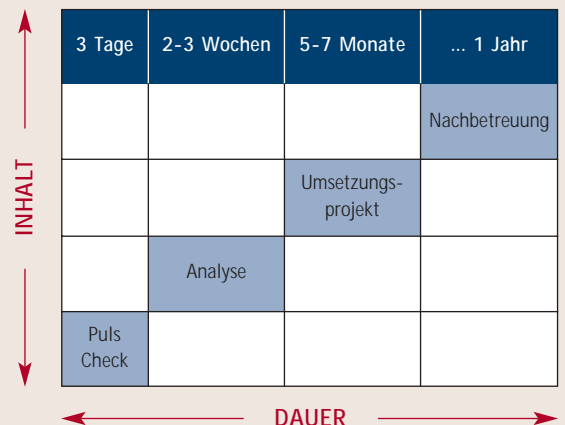 3 Tage
2-3 Wochen
5-7 Monate
... 1 Jahr
Nachbetreuung
Umsetzungs-
projekt
Analyse
Puls
Check
INHALT
DAUER